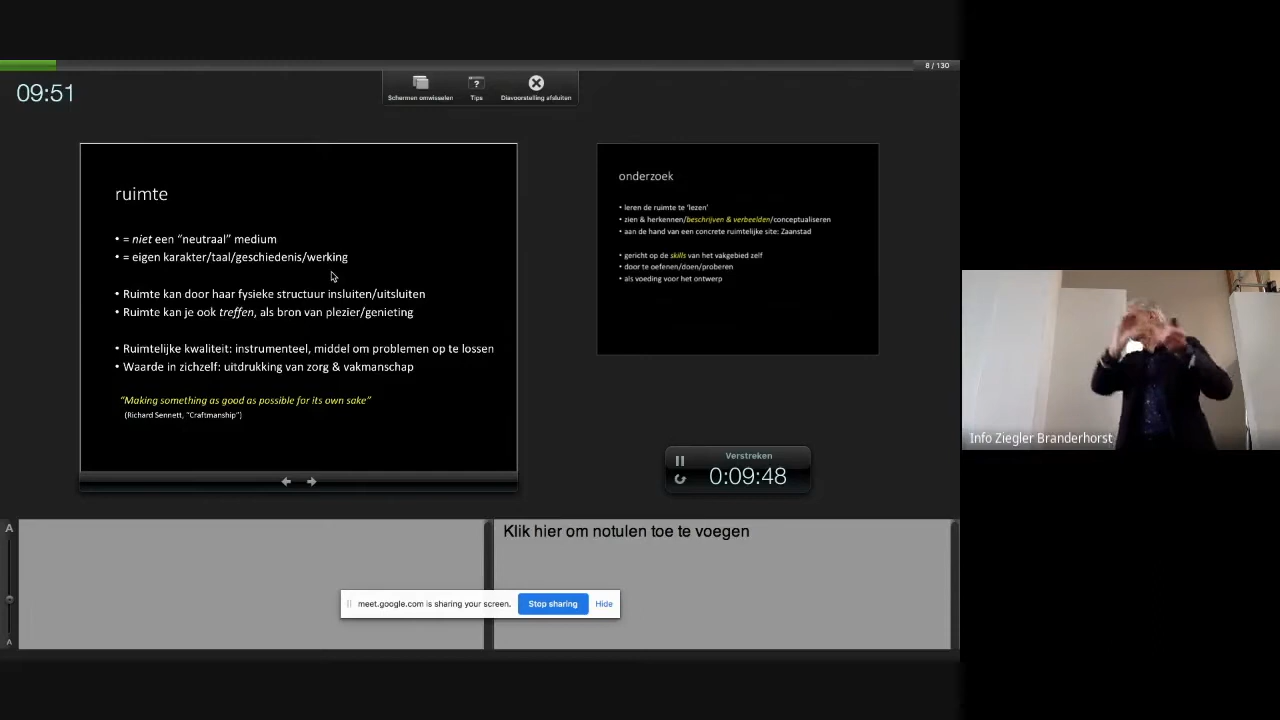 8 / 130
09:51
Schermen omwisselen
Tips
Diavoorstelling afsluiten
ruimte
• = niet een “neutraal” medium
• = eigen karakter/taal/geschiedenis/werking
• Ruimte kan door haar fysieke structuur insluiten/uitsluiten
• Ruimte kan je ook treffen, als bron van plezier/genieting
• Ruimtelijke kwaliteit: instrumenteel, middel om problemen op te lossen
• Waarde in zichzelf: uitdrukking van zorg & vakmanschap
“Making something as good as possible for its own sake”
(Richard Sennett, “Craftmanship”)
onderzoek
• leren de ruimte te ‘lezen’
• zien & herkennen/beschrijven & verbeelden/conceptualiseren
• aan de hand van een concrete ruimtelijke site: Zaanstad
• gericht op de skills van het vakgebied zelf
• door te oefenen/doen/proberen
• als voeding voor het ontwerp
Verstreken
0:09:48
Info Ziegler Branderhorst
A
A
Klik hier om notulen toe te voegen
meet.google.com is sharing your screen.
Stop sharing
Hide